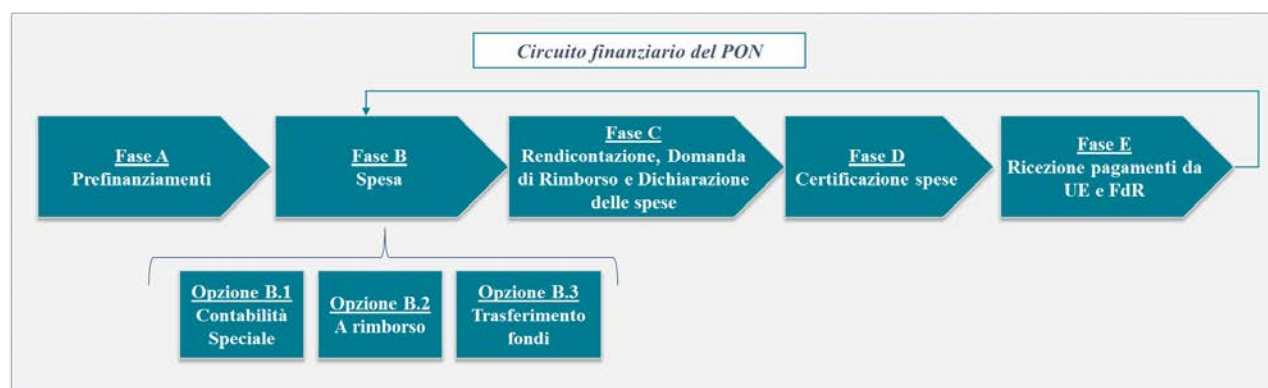 Circuito finanziario del PON
Fase A
Prefinanziamenti
Fase B
Spesa
Fase C
Rendicontazione, Domanda
di Rimborso e Dichiarazione
delle spese
Fase D
Certificazione spese
Fase E
Ricezione pagamenti da
UE e FdR
Opzione B.1
Contabilità
Speciale
Opzione B.2
A rimborso
Opzione B.3
Trasferimento
fondi